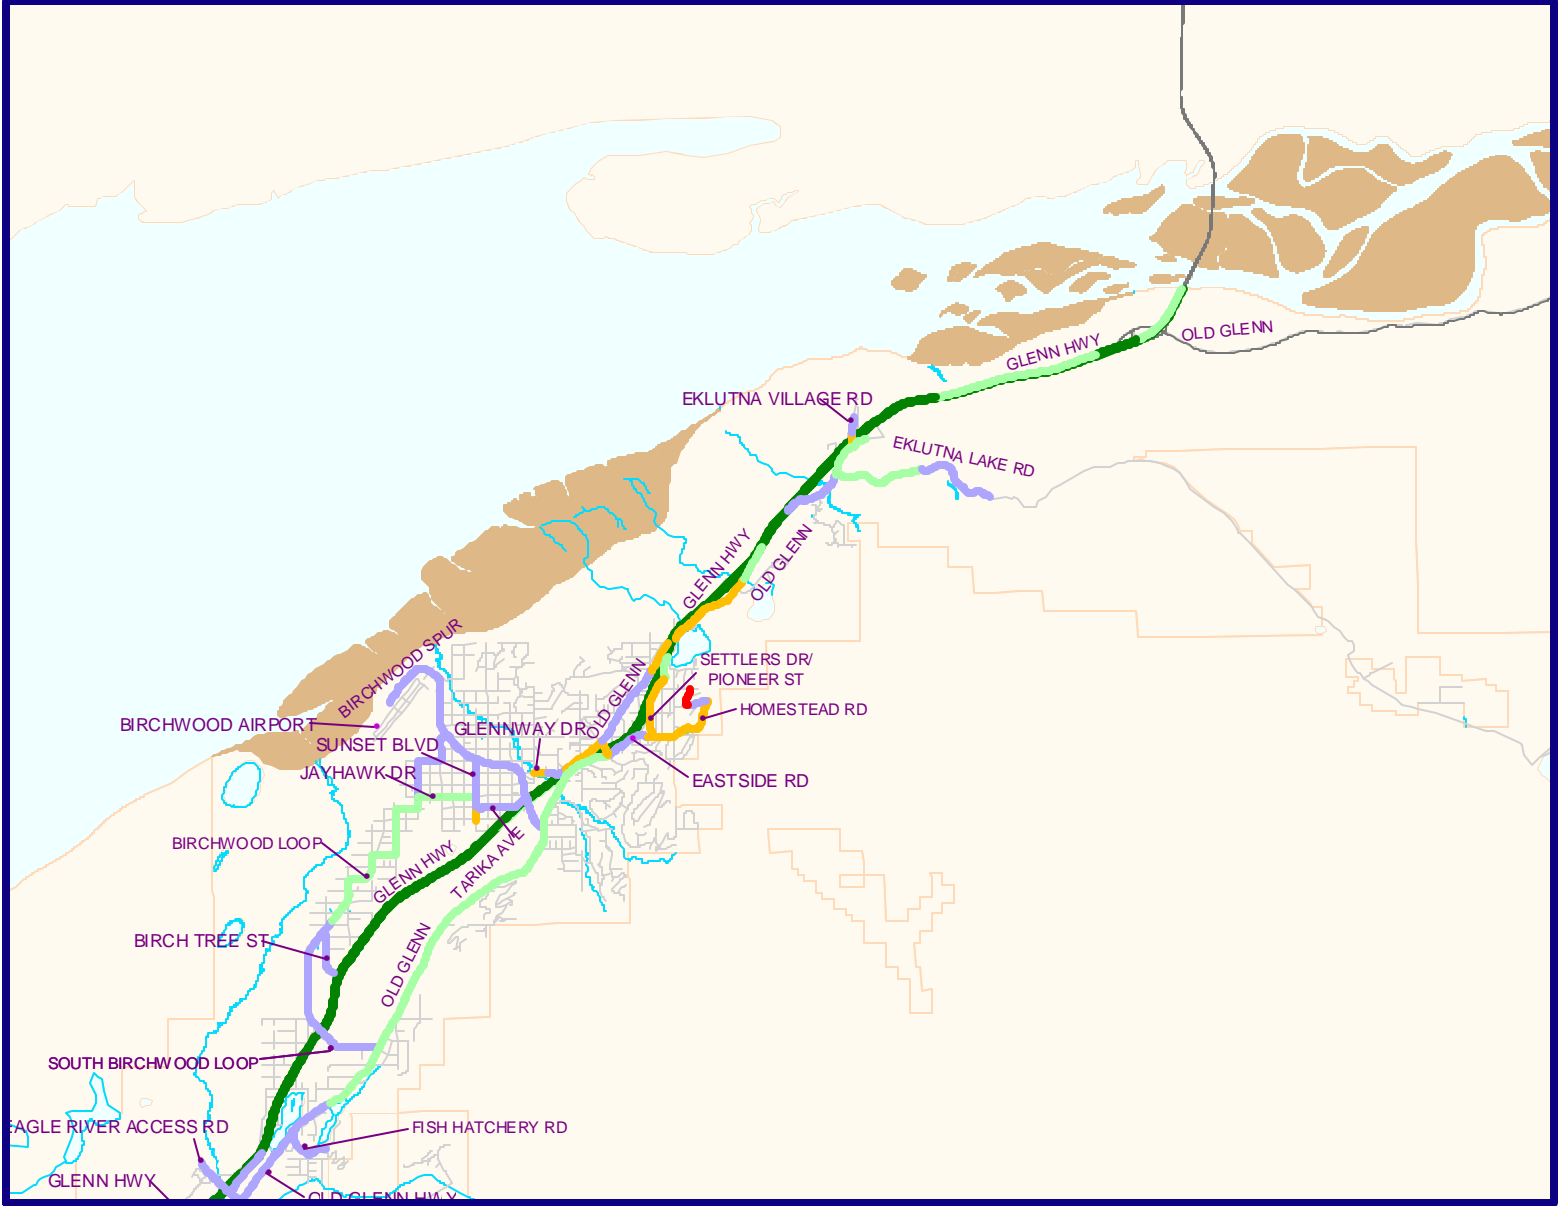 OLD GLENN
GLENN HWY
EKLUTNA VILLAGE RD
EKLUTNA LAKE RD
GLENN HWY
OLD GLENN
BIRCHWOOD SPUR
SETTLERS DR/
PIONEER ST
OLD GLENN
HOMESTEAD RD
BIRCHWOOD AIRPORT
GLENNWAY DR
SUNSET BLVD
JAYHAWK DR
EASTSIDE RD
BIRCHWOOD LOOP
GLENN HWY
TARIKA AVE
BIRCH TREE ST
OLD GLENN
SOUTH BIRCHWOOD LOOP
EAGLE RIVER ACCESS RD
FISH HATCHERY RD
GLENN HWY
OLD GLENN HWY